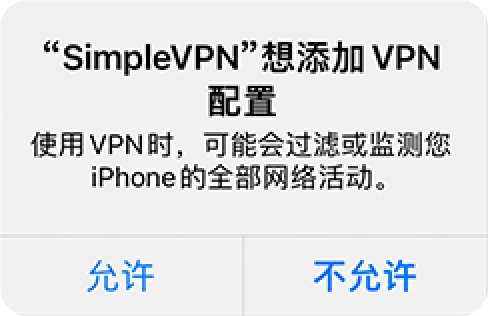 “SimpleVPN”想添加 VPN
配置
使用 VPN 时，可能会过滤或监测您
iPhone 的全部网络活动。
允许
不允许